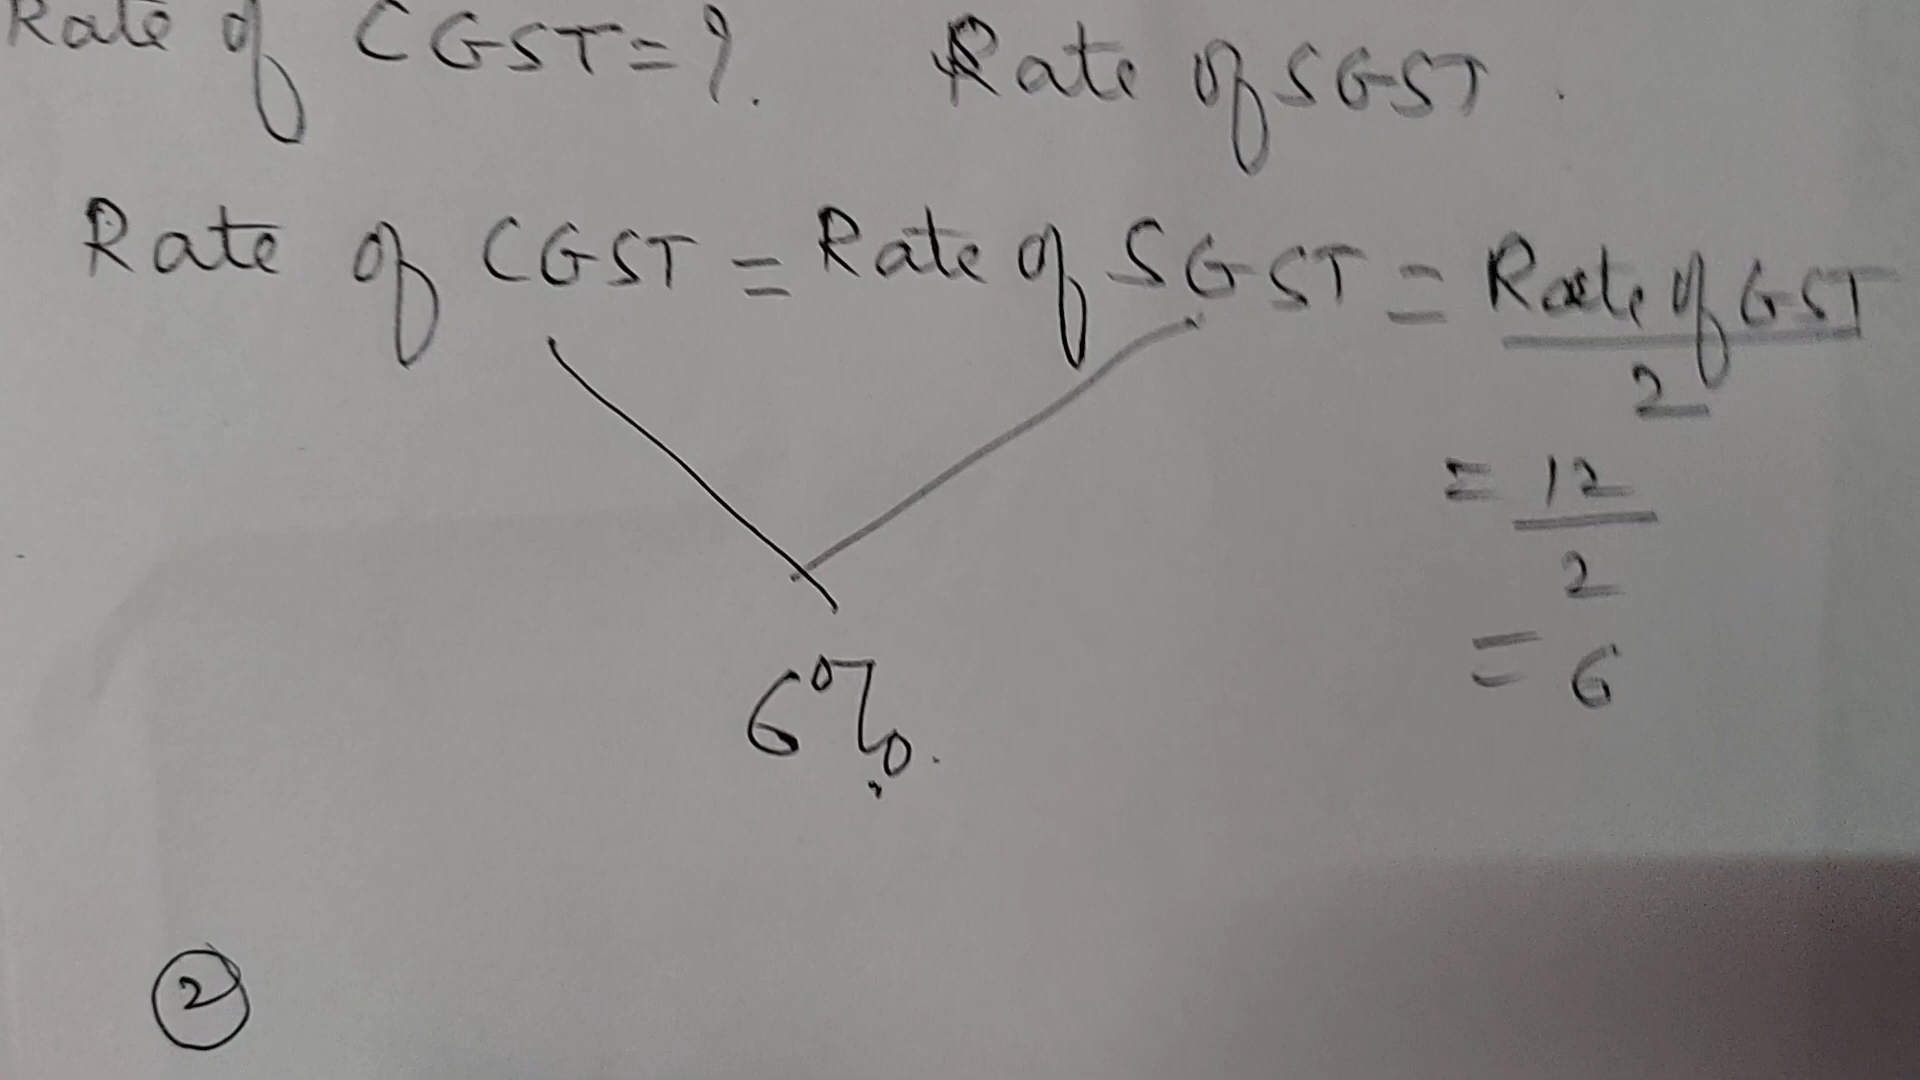 Rate of CGST = ?. Rate of SGST.
Rate of CGST = Rate of SGST = Rate of GST / 2
= 12 / 2
= 6
6%.
2